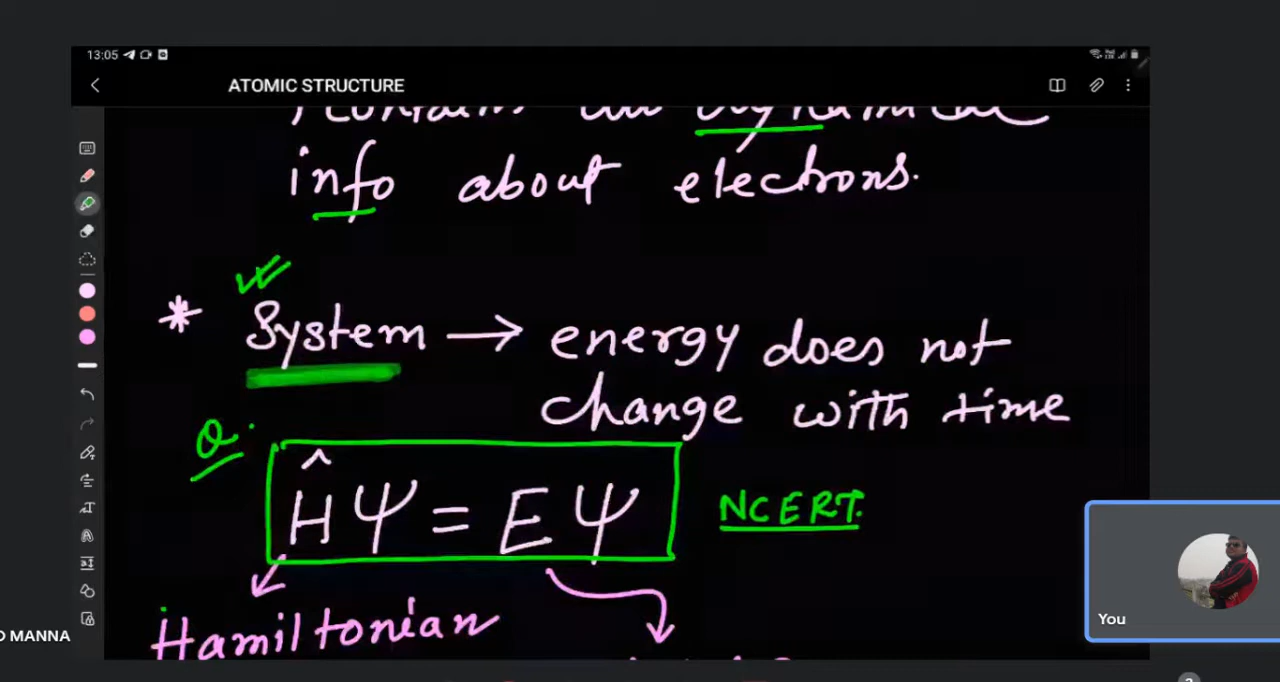 13:05
ATOMIC STRUCTURE
info about electrons.
* System → energy does not
change with time
Q.
ĤΨ = EΨ
NCERT.
You
MANNA
Hamiltonian